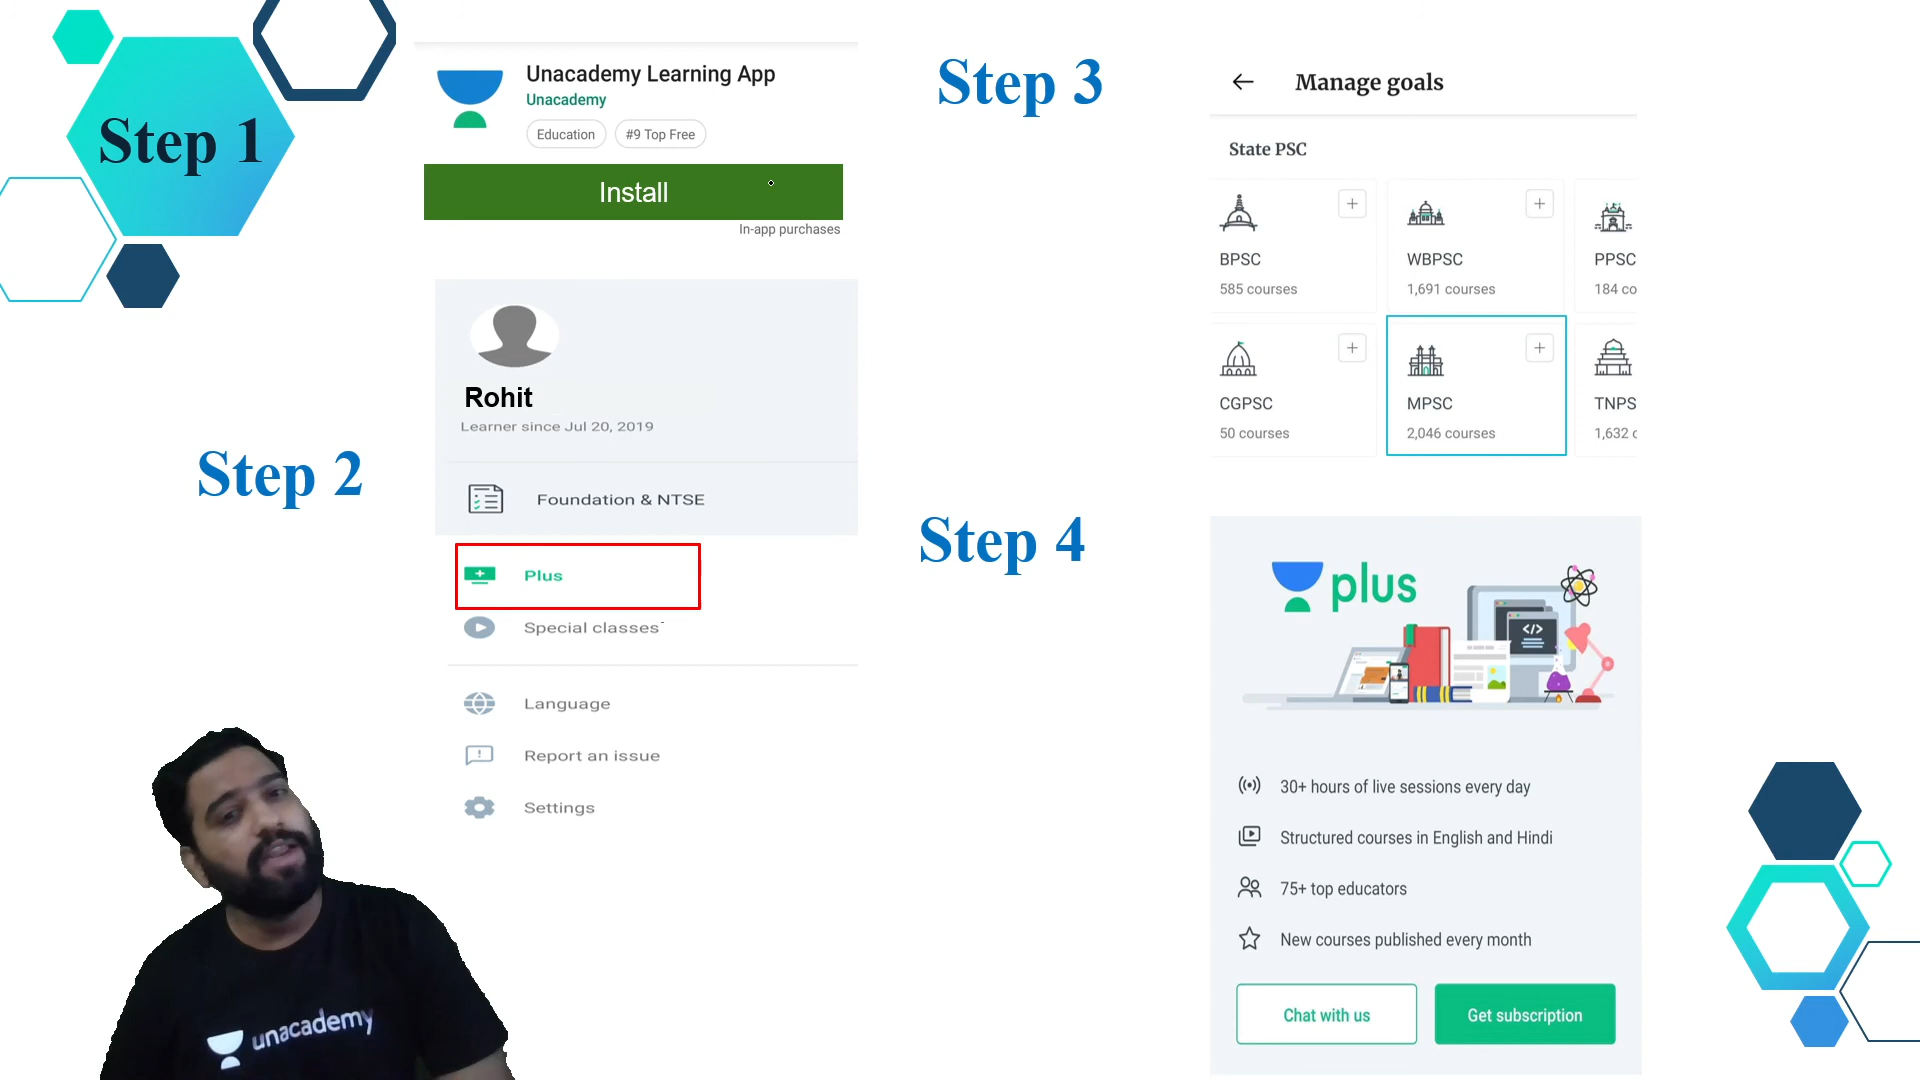 Step 1
Unacademy Learning App
Unacademy
Education
#9 Top Free
Install
In-app purchases
Step 2
Rohit
Learner since Jul 20, 2019
Foundation & NTSE
Plus
Special classes
Language
Report an issue
Settings
unacademy
Step 3
Manage goals
State PSC
BPSC
585 courses
WBPSC
1,691 courses
PPSC
184 co
CGPSC
50 courses
MPSC
2,046 courses
TNPS
1,632 c
Step 4
plus
30+ hours of live sessions every day
Structured courses in English and Hindi
75+ top educators
New courses published every month
Chat with us
Get subscription